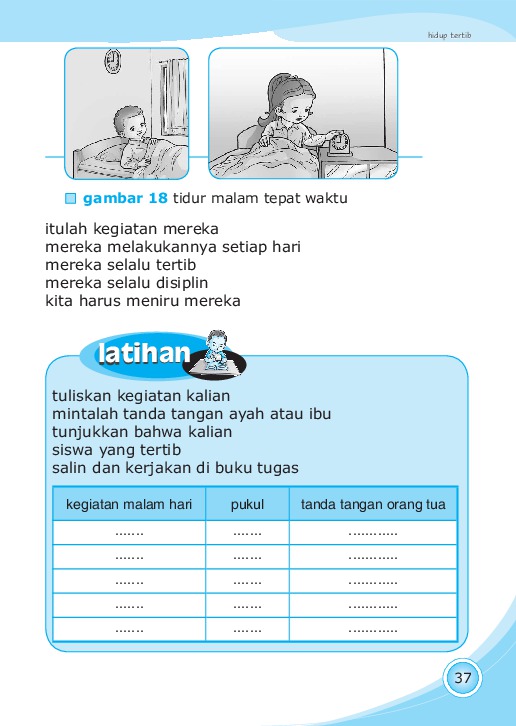 hidup tertib
gambar 18 tidur malam tepat waktu
itulah kegiatan mereka
mereka melakukannya setiap hari
mereka selalu tertib
mereka selalu disiplin
kita harus meniru mereka
latihan
tuliskan kegiatan kalian
mintalah tanda tangan ayah atau ibu
tunjukkan bahwa kalian
siswa yang tertib
salin dan kerjakan di buku tugas
kegiatan malam hari pukul tanda tangan orang tua
....... ....... ...........
....... ....... ...........
....... ....... ...........
....... ....... ...........
....... ....... ...........
37